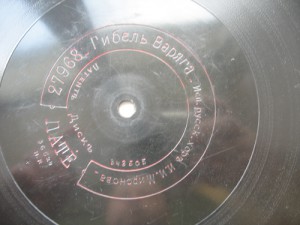 27968. Гибель Варяга
Исп. русск. хоръ И.И. Миронова
Патентъ Дискъ
ПАТЕ